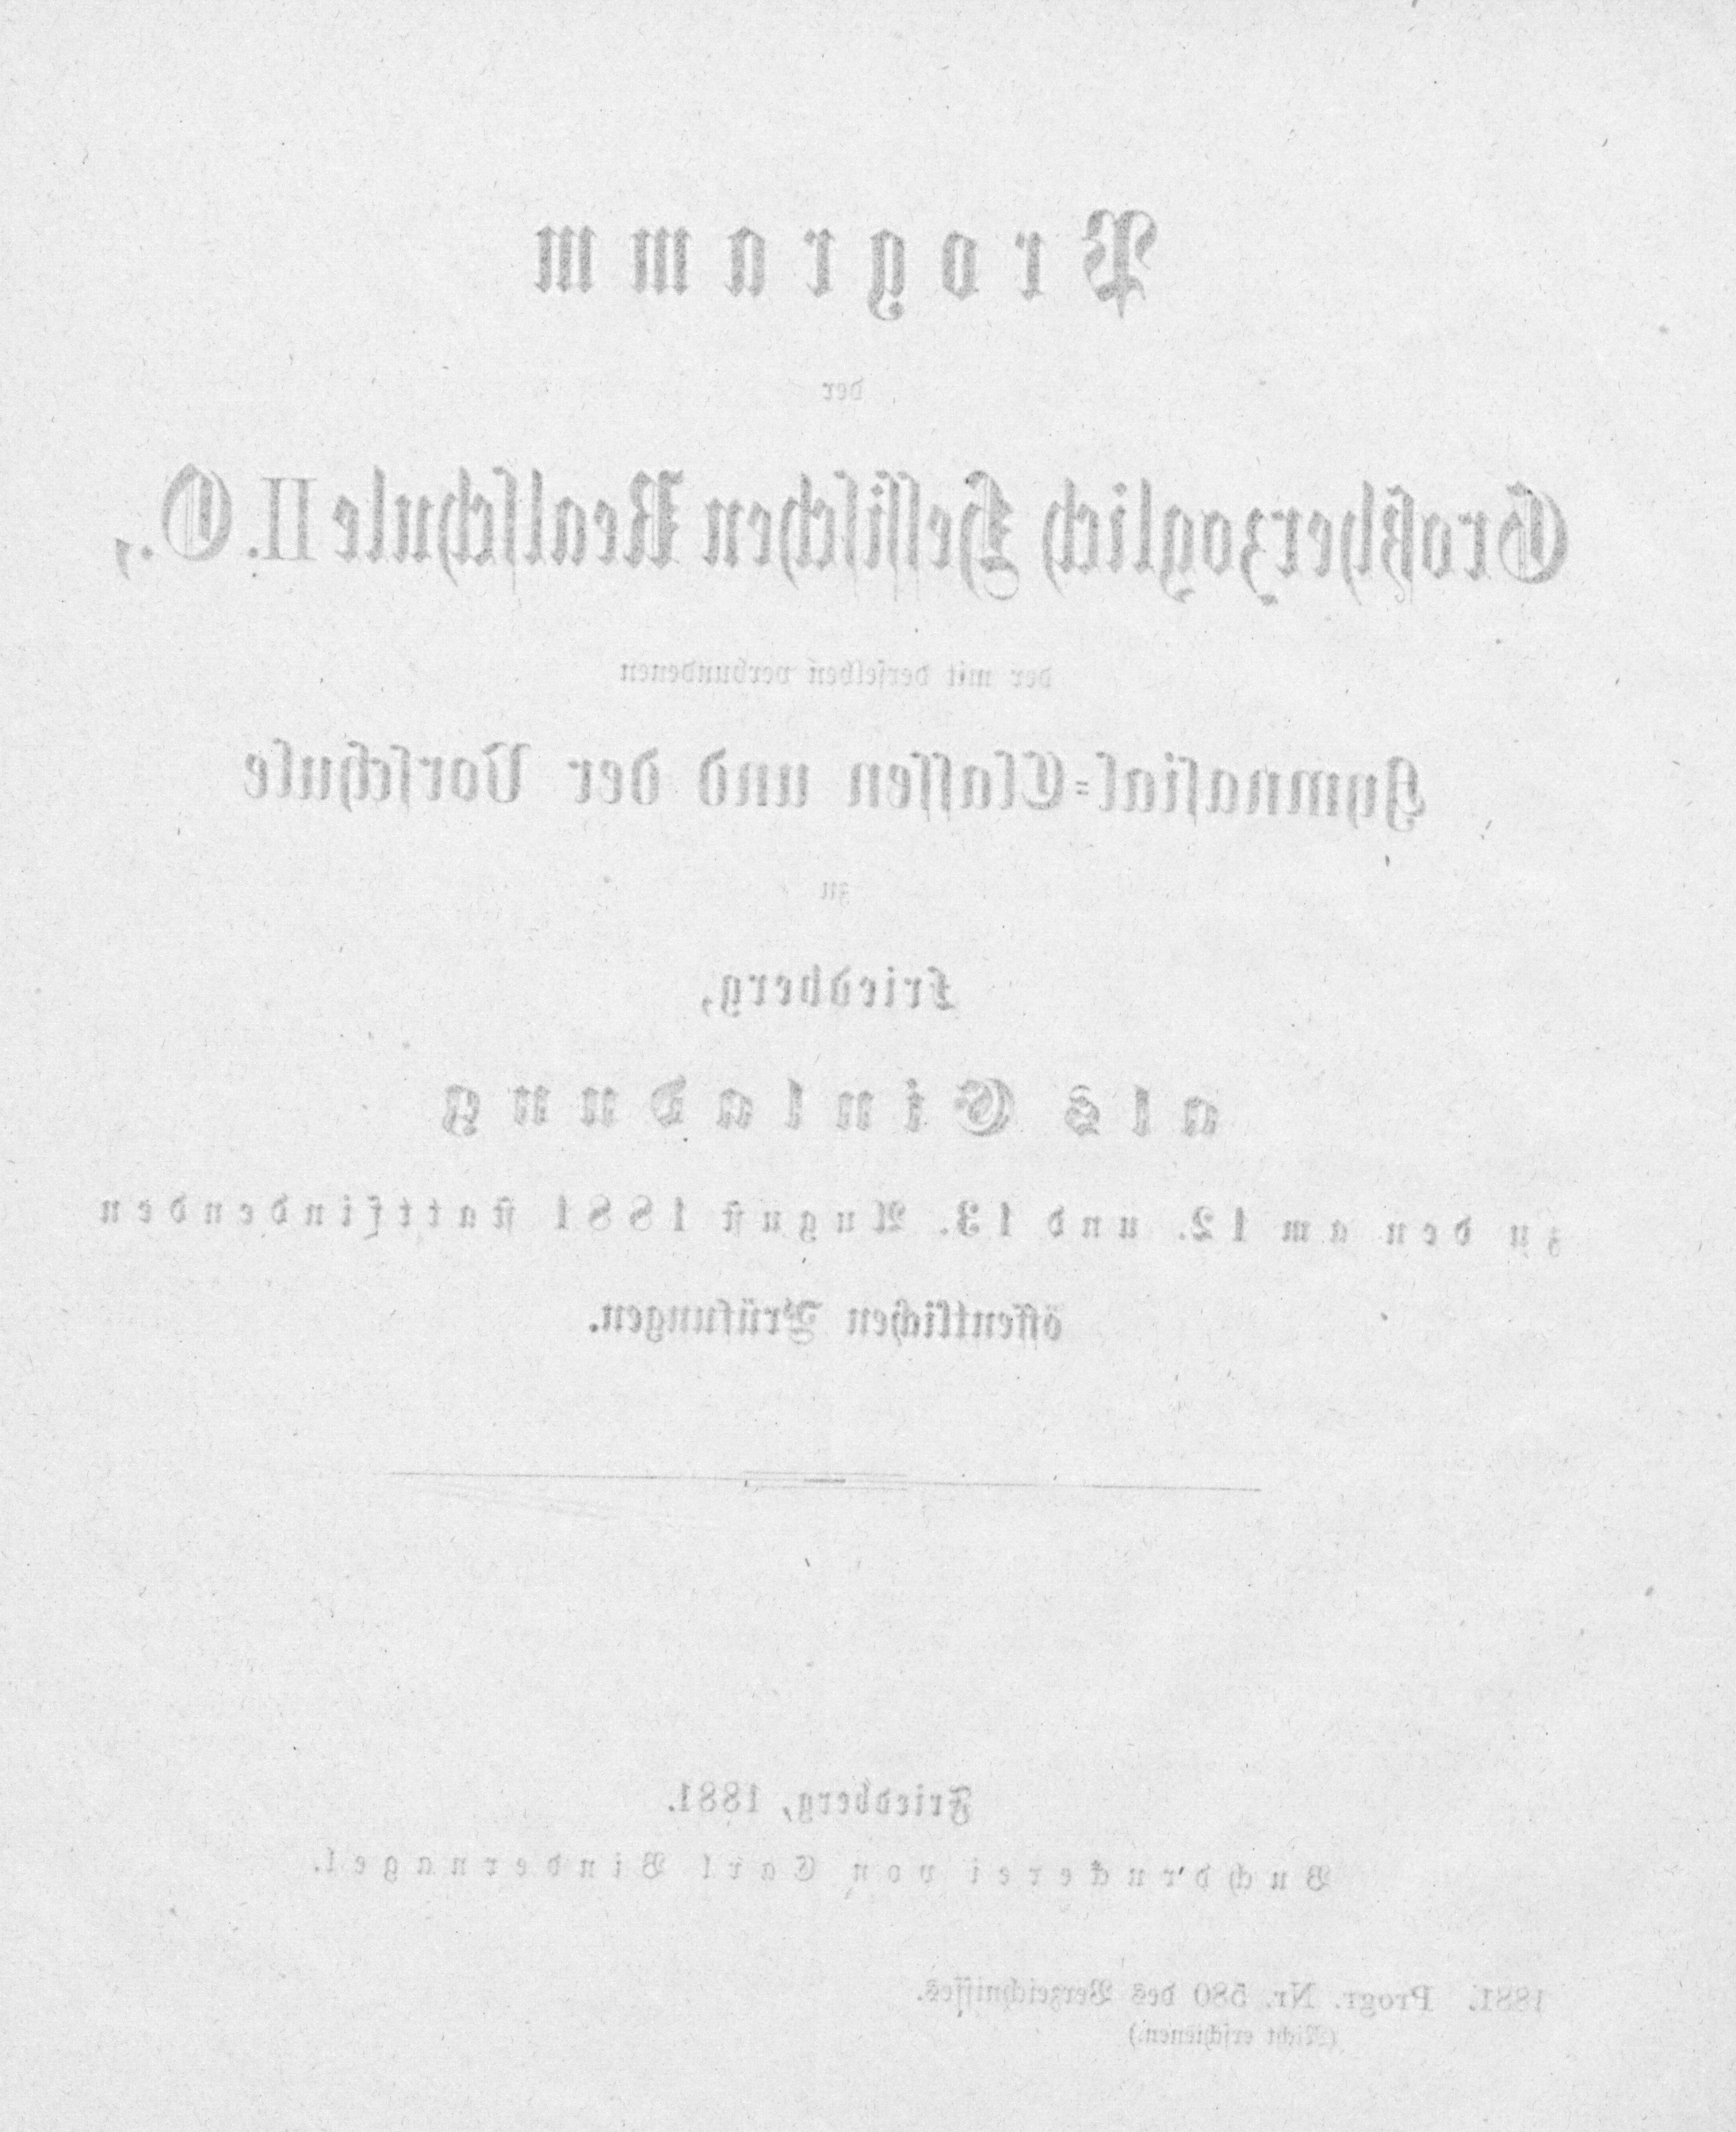 Programm
der
Großherzoglich Hessischen Realschule II. O.,
der mit derselben verbundenen
Gymnasial-Classen und der Vorschule
zu
Friedberg,
als Einladung
zu den am 12. und 13. August 1881 stattfindenden
öffentlichen Prüfungen.
Friedberg, 1881.
Buchdruckerei von Carl Bindernagel.
1881. Progr. Nr. 580 des Verzeichnisses.
(Nicht erschienen.)